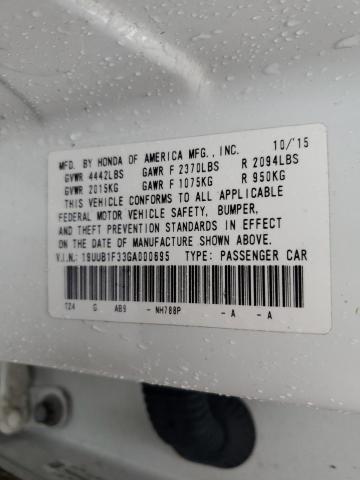 MFD. BY HONDA OF AMERICA MFG., INC. 10/'15
GVWR 4442LBS GAWR F 2370LBS R 2094LBS
GVWR 2015KG GAWR F 1075KG R 950KG
THIS VEHICLE CONFORMS TO ALL APPLICABLE
FEDERAL MOTOR VEHICLE SAFETY, BUMPER,
AND THEFT PREVENTION STANDARDS IN EFFECT
ON THE DATE OF MANUFACTURE SHOWN ABOVE.
V.I.N.: 19UUB1F33GA000695 TYPE: PASSENGER CAR
TZ4 G AB9 - NH788P - A - A